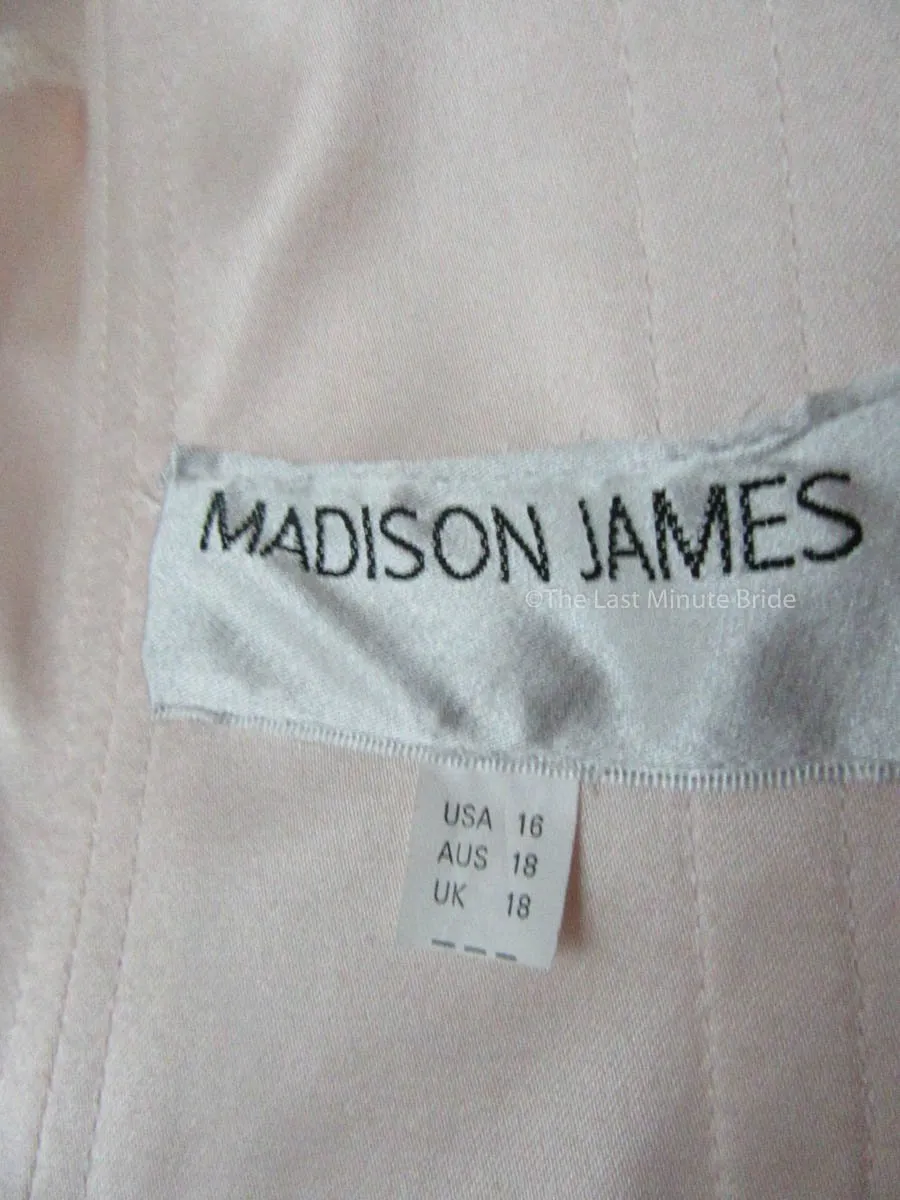 MADISON JAMES
©The Last Minute Bride
USA 16
AUS 18
UK 18